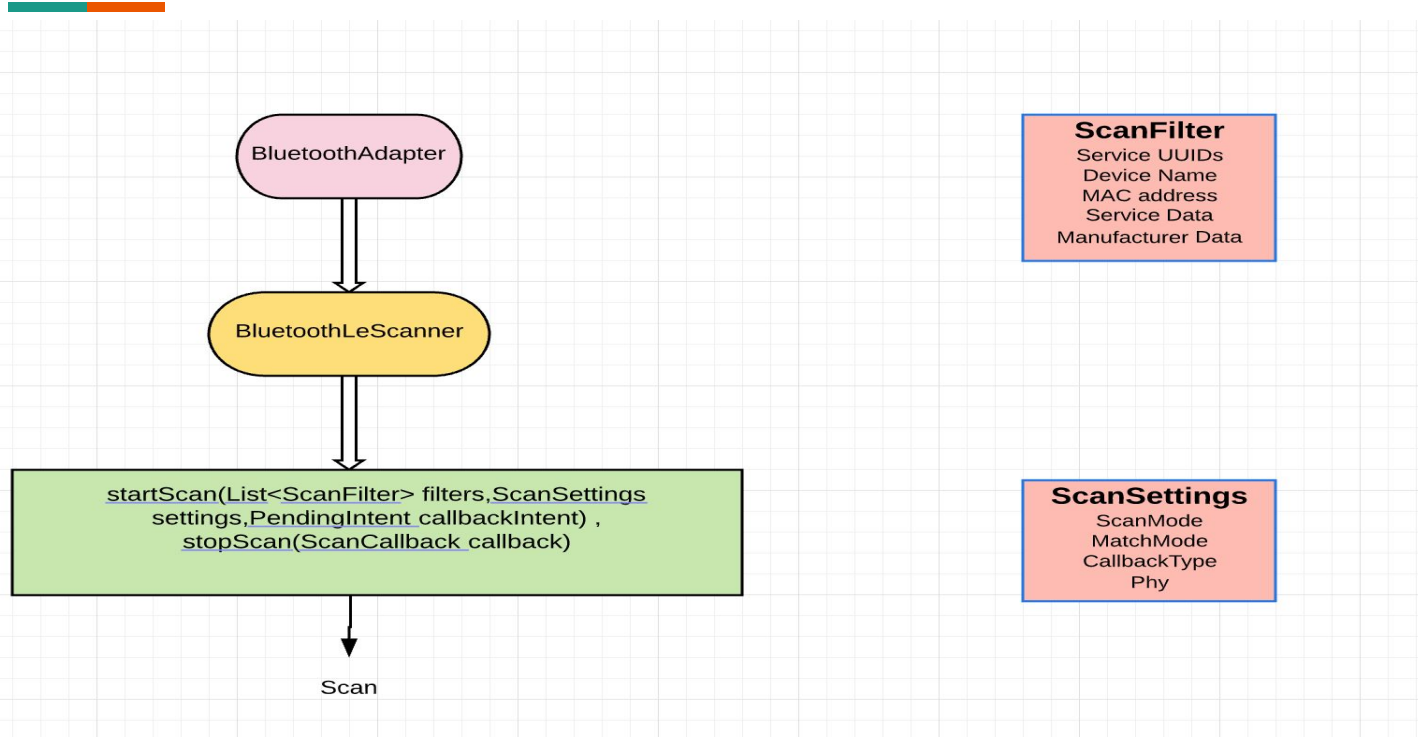 BluetoothAdapter
BluetoothLeScanner
startScan(List<ScanFilter> filters,ScanSettings
settings,PendingIntent callbackIntent) ,
stopScan(ScanCallback callback)
Scan
ScanFilter
Service UUIDs
Device Name
MAC address
Service Data
Manufacturer Data
ScanSettings
ScanMode
MatchMode
CallbackType
Phy